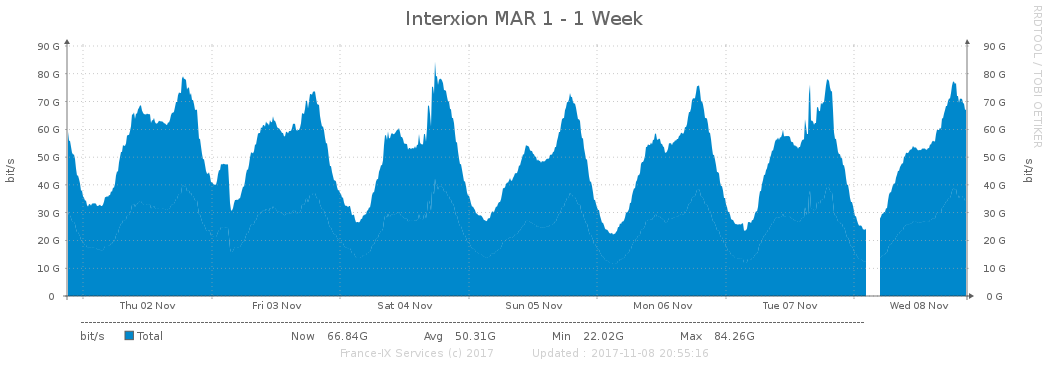 Interxion MAR 1 - 1 Week
RRDTOOL / TOBI OETIKER
90 G 90 G
80 G 80 G
70 G 70 G
60 G 60 G
50 G 50 G
40 G 40 G
30 G 30 G
20 G 20 G
10 G 10 G
0 0 G
bit/s
bit/s
Thu 02 Nov Fri 03 Nov Sat 04 Nov Sun 05 Nov Mon 06 Nov Tue 07 Nov Wed 08 Nov
bit/s Total Now 66.84G Avg 50.31G Min 22.02G Max 84.26G
France-IX Services (c) 2017 Updated : 2017-11-08 20:55:16